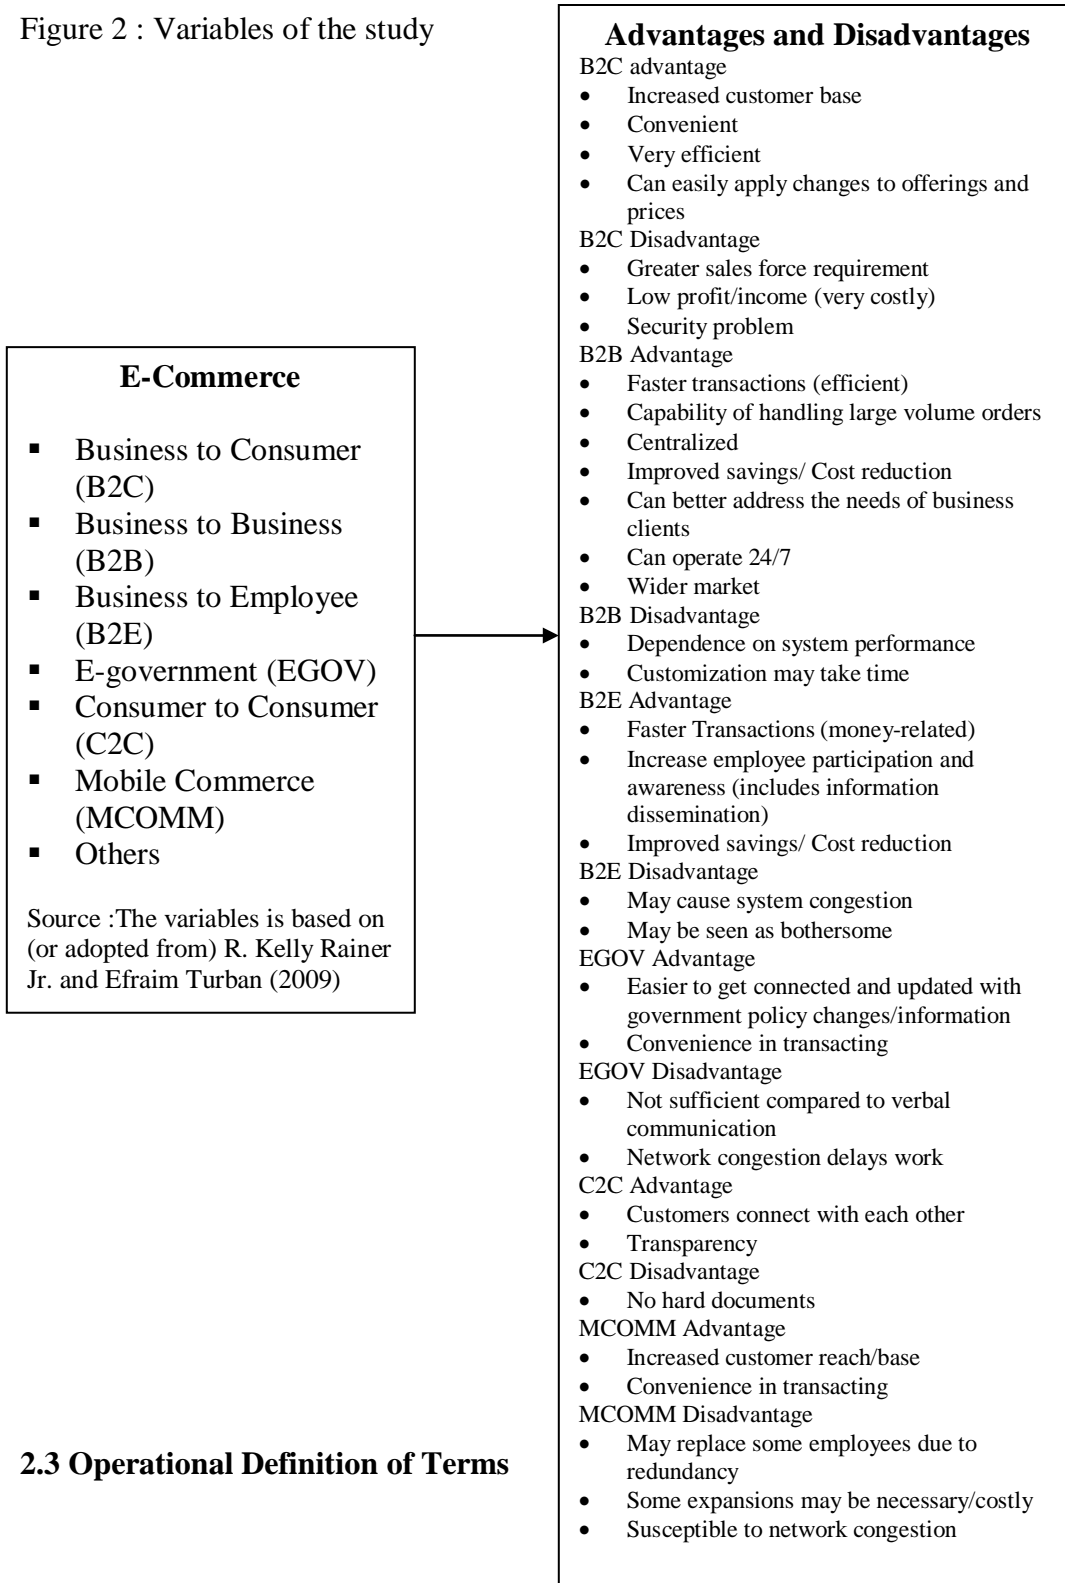 Figure 2 : Variables of the study
E-Commerce
▪ Business to Consumer
(B2C)
▪ Business to Business
(B2B)
▪ Business to Employee
(B2E)
▪ E-government (EGOV)
▪ Consumer to Consumer
(C2C)
▪ Mobile Commerce
(MCOMM)
▪ Others
Source :The variables is based on
(or adopted from) R. Kelly Rainer
Jr. and Efraim Turban (2009)
Advantages and Disadvantages
B2C advantage
• Increased customer base
• Convenient
• Very efficient
• Can easily apply changes to offerings and
prices
B2C Disadvantage
• Greater sales force requirement
• Low profit/income (very costly)
• Security problem
B2B Advantage
• Faster transactions (efficient)
• Capability of handling large volume orders
• Centralized
• Improved savings/ Cost reduction
• Can better address the needs of business
clients
• Can operate 24/7
• Wider market
B2B Disadvantage
• Dependence on system performance
• Customization may take time
B2E Advantage
• Faster Transactions (money-related)
• Increase employee participation and
awareness (includes information
dissemination)
• Improved savings/ Cost reduction
B2E Disadvantage
• May cause system congestion
• May be seen as bothersome
EGOV Advantage
• Easier to get connected and updated with
government policy changes/information
• Convenience in transacting
EGOV Disadvantage
• Not sufficient compared to verbal
communication
• Network congestion delays work
C2C Advantage
• Customers connect with each other
• Transparency
C2C Disadvantage
• No hard documents
MCOMM Advantage
• Increased customer reach/base
• Convenience in transacting
MCOMM Disadvantage
• May replace some employees due to
redundancy
• Some expansions may be necessary/costly
• Susceptible to network congestion
2.3 Operational Definition of Terms